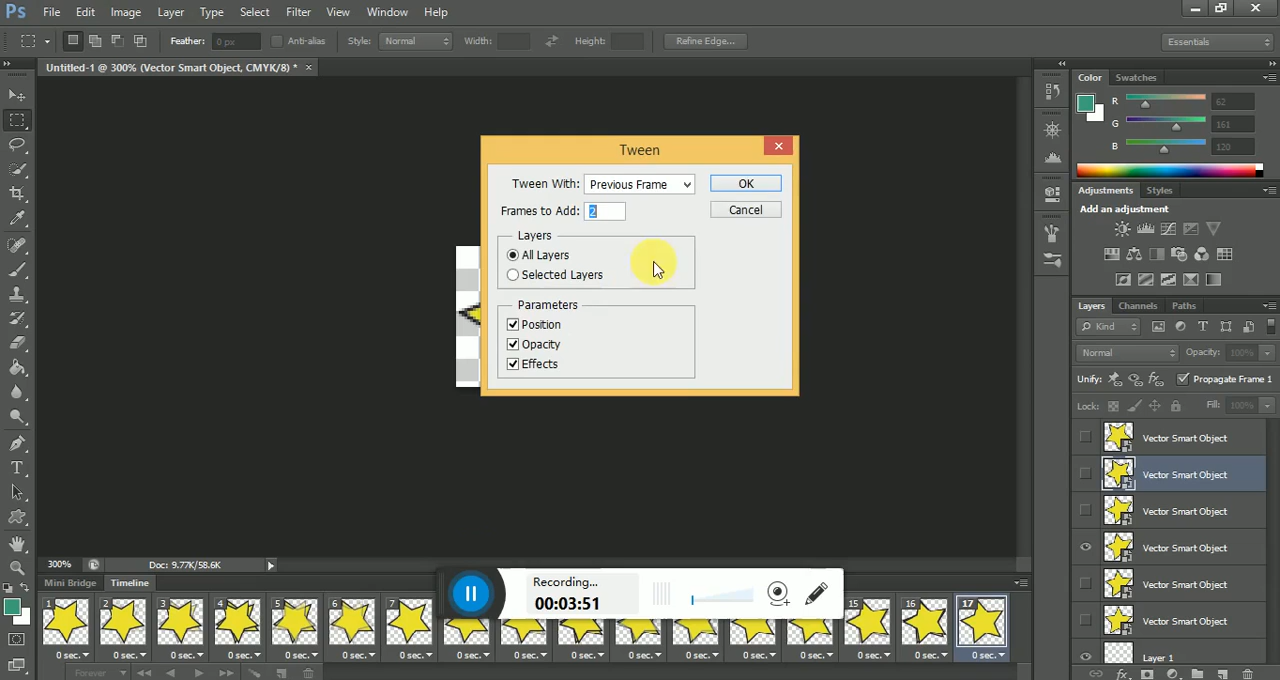 Ps File Edit Image Layer Type Select Filter View Window Help
Feather: 0 px Anti-alias Style: Normal Width: Height: Refine Edge... Essentials
Untitled-1 @ 300% (Vector Smart Object, CMYK/8) * ×
Color Swatches
R 62
G 161
B 120
Adjustments Styles
Add an adjustment
Layers Channels Paths
Kind
Normal Opacity: 100%
Unify: Propagate Frame 1
Lock: Fill: 100%
Vector Smart Object
Vector Smart Object
Vector Smart Object
Vector Smart Object
Vector Smart Object
Vector Smart Object
Layer 1
Tween
Tween With: Previous Frame OK
Frames to Add: 2 Cancel
Layers
All Layers
Selected Layers
Parameters
Position
Opacity
Effects
300% Doc: 9.77K/58.6K
Mini Bridge Timeline
Recording...
00:03:51
1 2 3 4 5 6 7 15 16 17
0 sec. 0 sec. 0 sec. 0 sec. 0 sec. 0 sec. 0 sec. 0 sec. 0 sec. 0 sec. 0 sec. 0 sec. 0 sec. 0 sec. 0 sec. 0 sec. 0 sec.
Forever